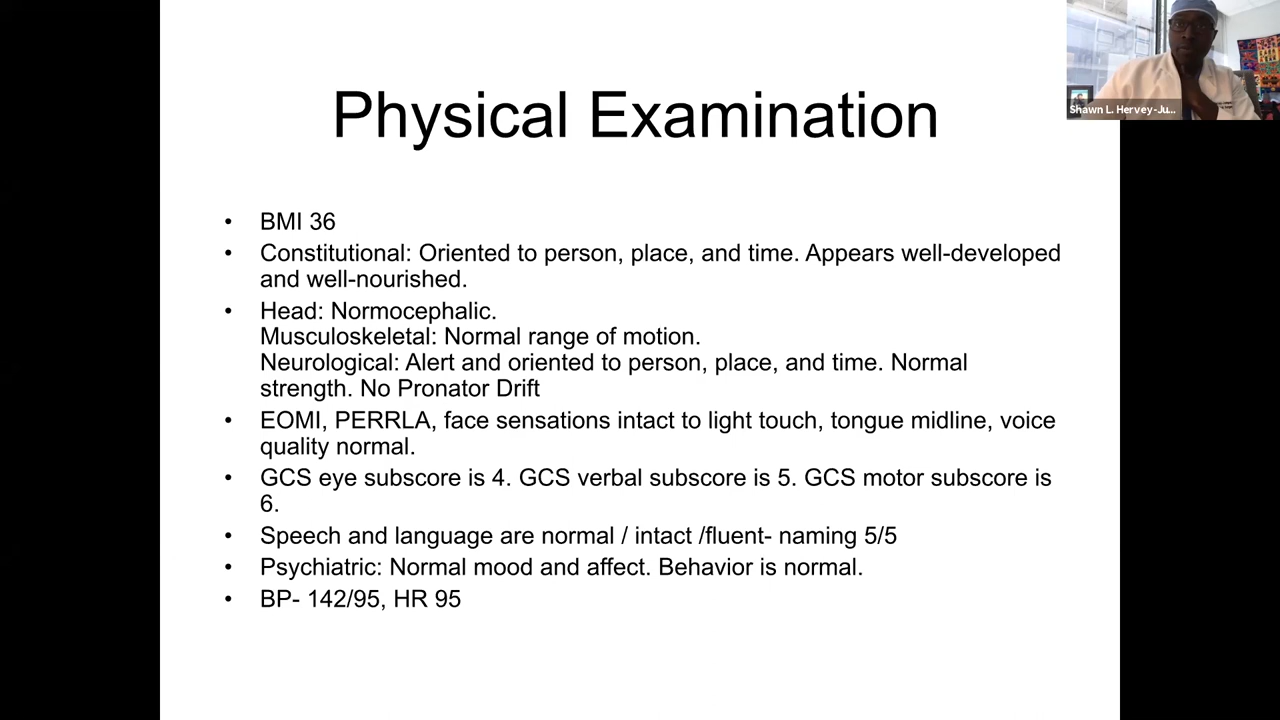 Physical Examination
• BMI 36
• Constitutional: Oriented to person, place, and time. Appears well-developed
and well-nourished.
• Head: Normocephalic.
Musculoskeletal: Normal range of motion.
Neurological: Alert and oriented to person, place, and time. Normal
strength. No Pronator Drift
• EOMI, PERRLA, face sensations intact to light touch, tongue midline, voice
quality normal.
• GCS eye subscore is 4. GCS verbal subscore is 5. GCS motor subscore is
6.
• Speech and language are normal / intact /fluent- naming 5/5
• Psychiatric: Normal mood and affect. Behavior is normal.
• BP- 142/95, HR 95
Shawn L. Hervey-Ju...